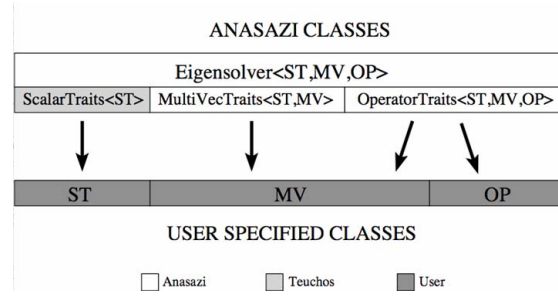 ANASAZI CLASSES
Eigensolver<ST,MV,OP>
ScalarTraits<ST> MultiVecTraits<ST,MV> OperatorTraits<ST,MV,OP>
ST MV OP
USER SPECIFIED CLASSES
Anasazi Teuchos User